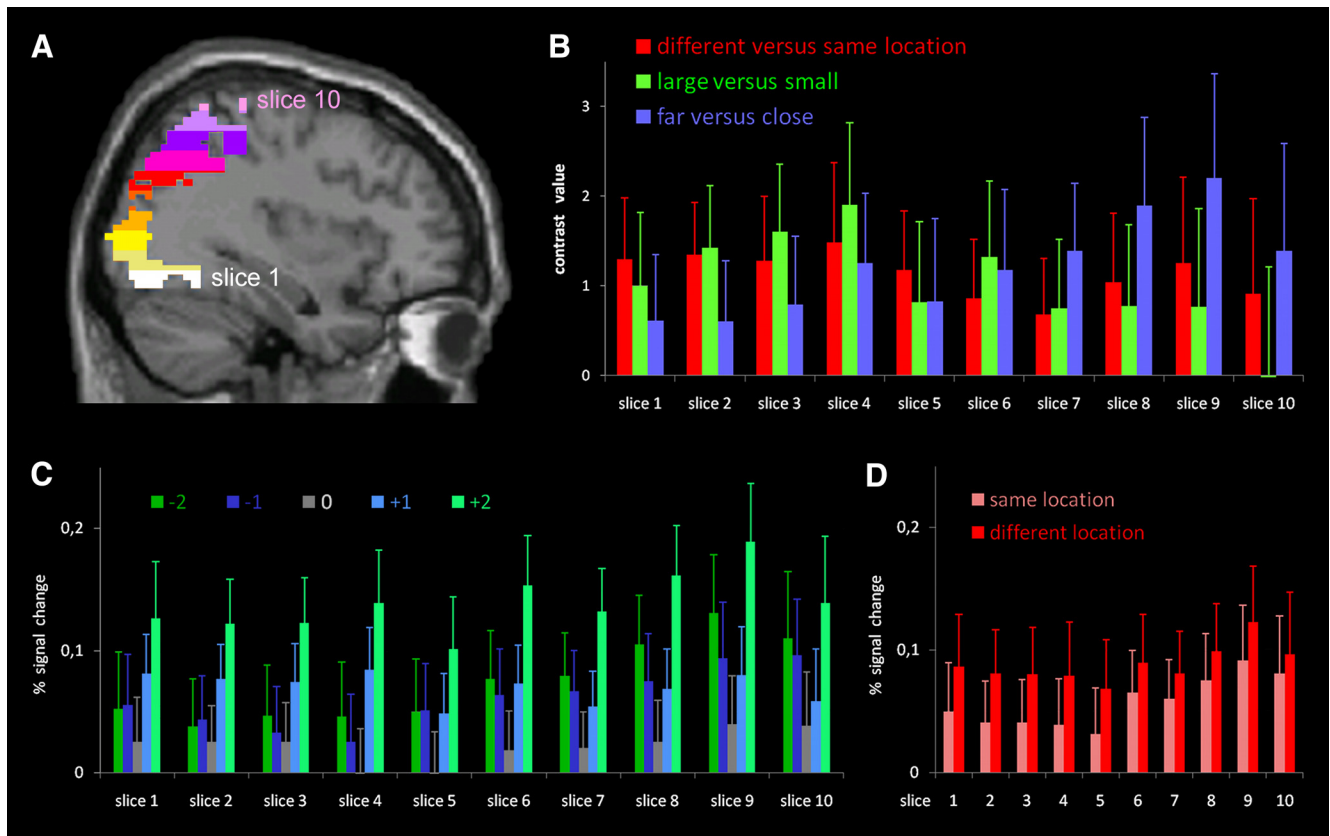 A
slice 10
slice 1
B
different versus same location
large versus small
far versus close
contrast value
3
2
1
0
slice 1 slice 2 slice 3 slice 4 slice 5 slice 6 slice 7 slice 8 slice 9 slice 10
C
-2 -1 0 +1 +2
% signal change
0,2
0,1
0
slice 1 slice 2 slice 3 slice 4 slice 5 slice 6 slice 7 slice 8 slice 9 slice 10
D
same location
different location
% signal change
0,2
0,1
0
slice 1 2 3 4 5 6 7 8 9 10